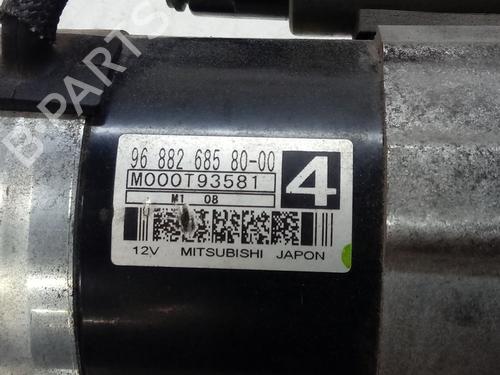 96 882 685 80-00
M000T93581
4
M1 08
12V MITSUBISHI JAPON
B-PARTS